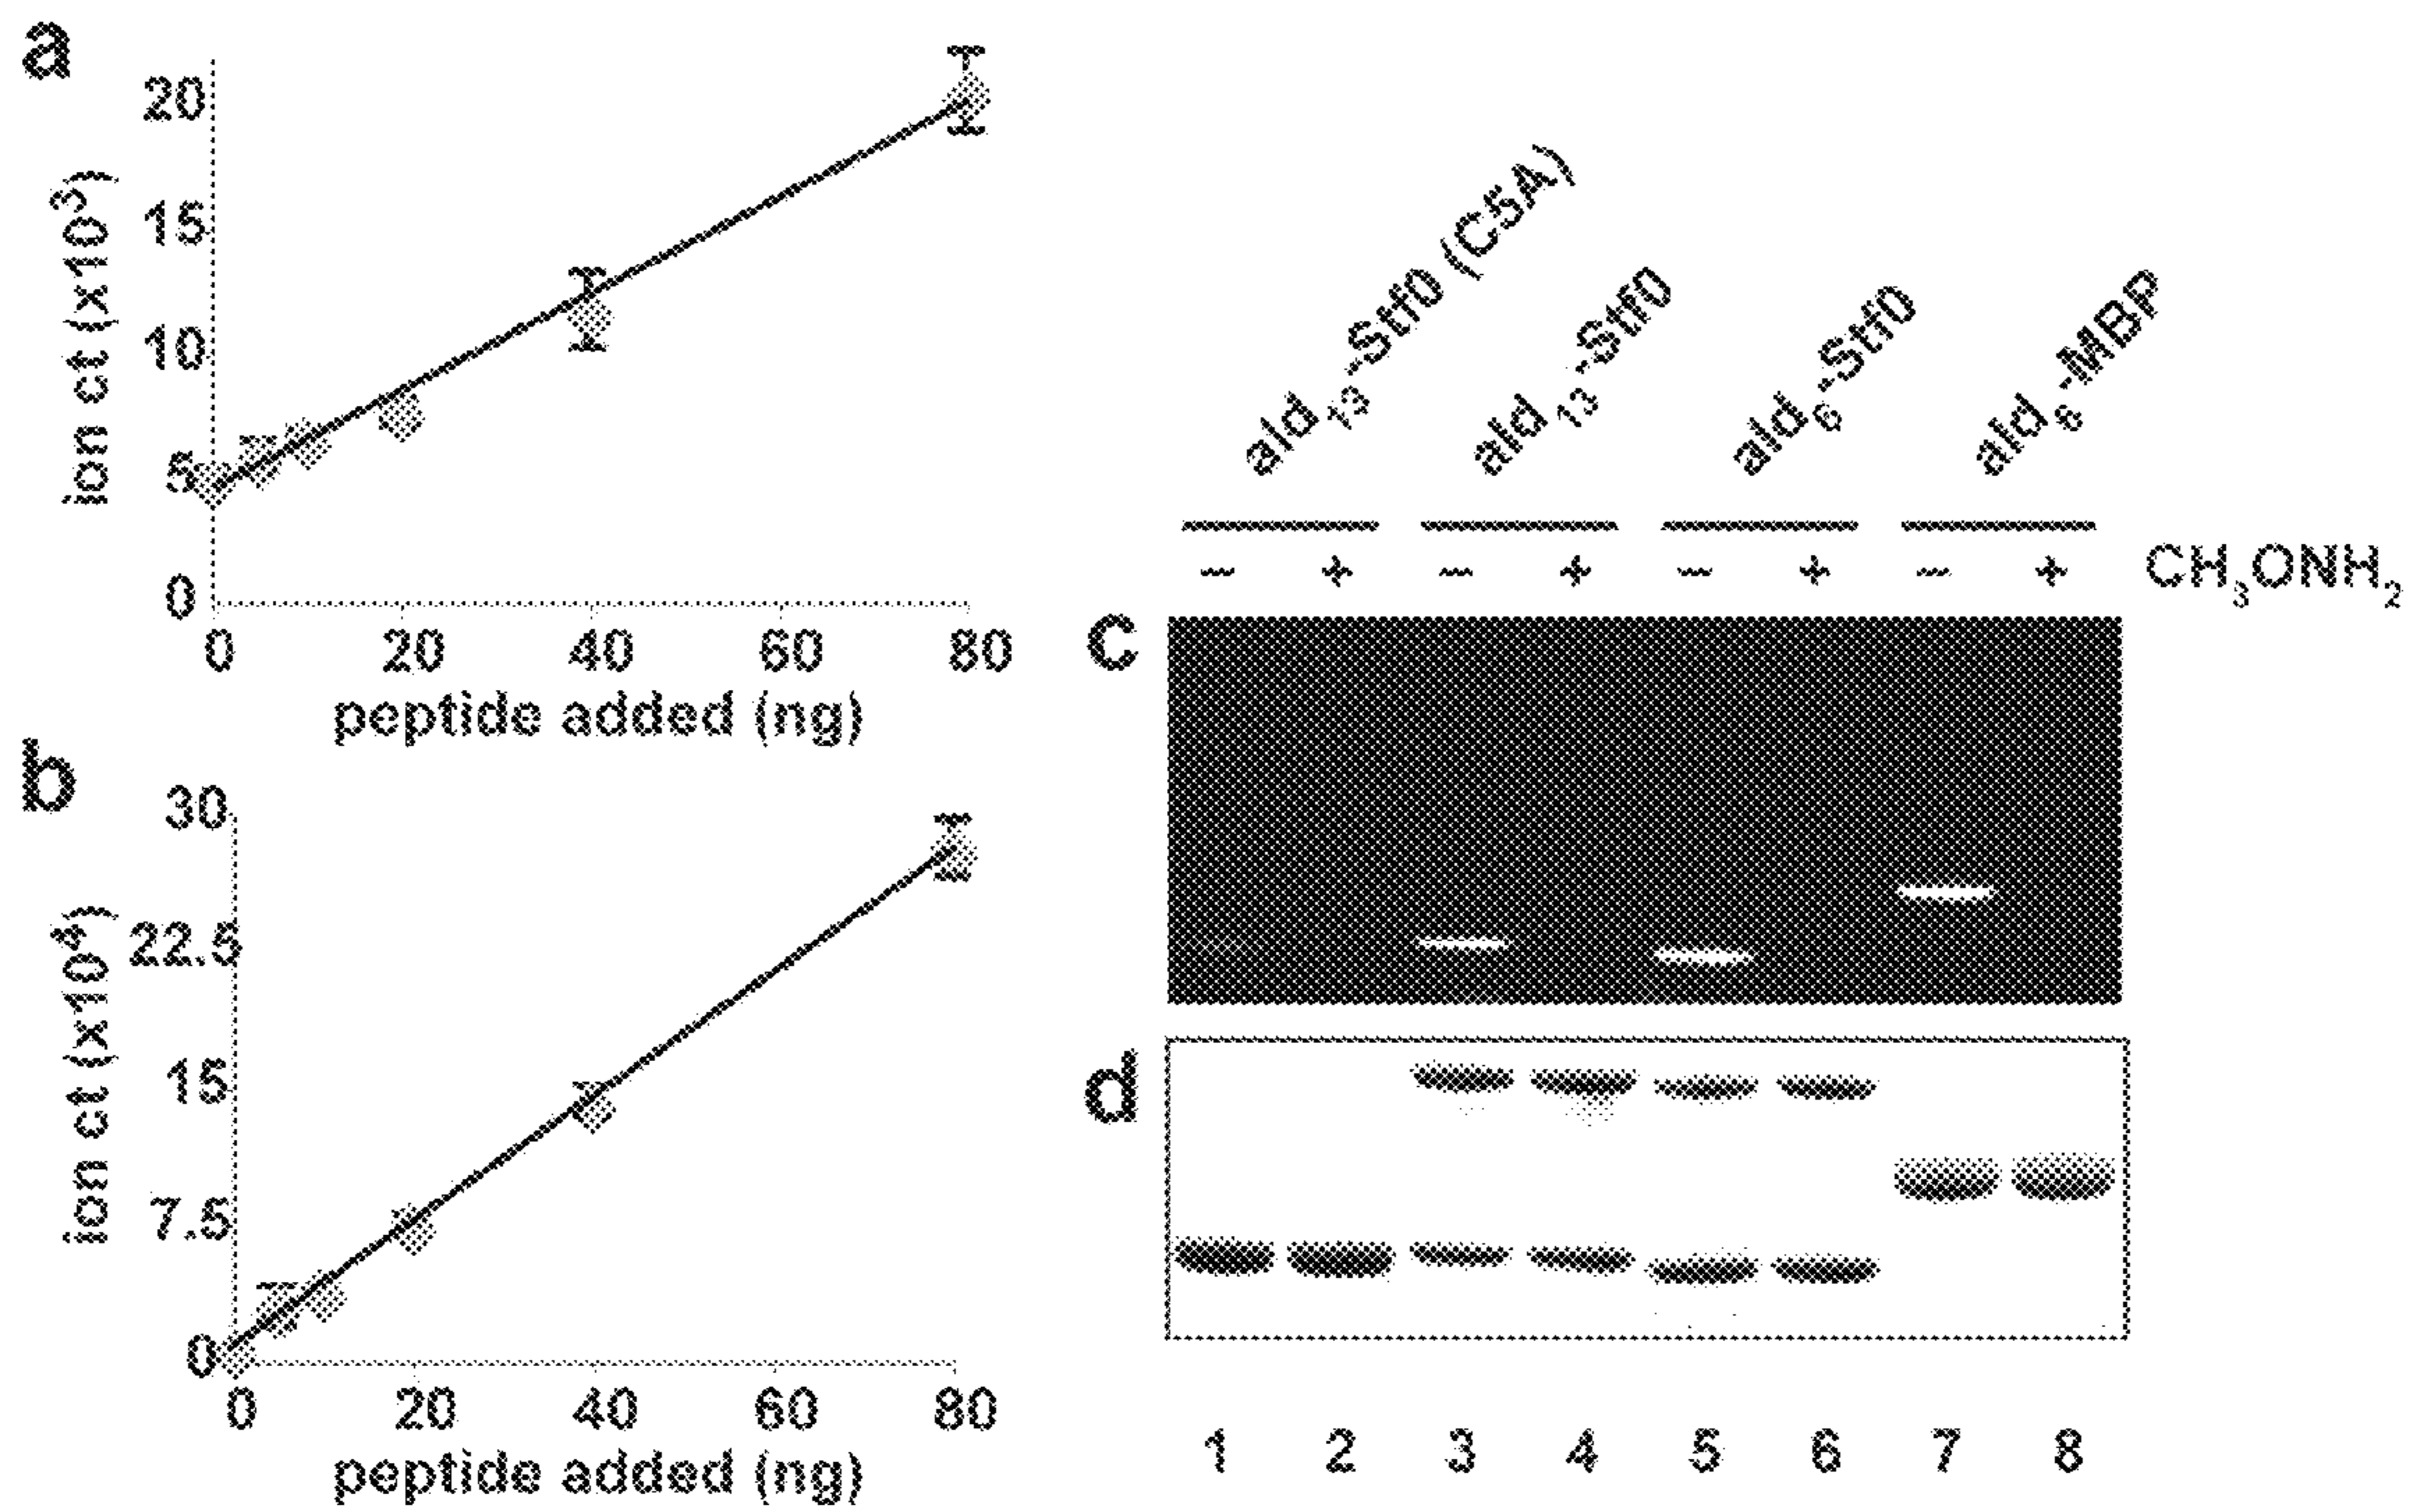 a
20
15
10
5
0
ion ct (x10³)
0 20 40 60 80
peptide added (ng)
b
30
22.5
15
7.5
0
ion ct (x10⁴)
0 20 40 60 80
peptide added (ng)
ald₁₃-Stf0 (C5A)
ald₁₃-Stf0
ald₆-Stf0
ald₆-MBP
– + – + – + – + CH₃ONH₂
c
d
1 2 3 4 5 6 7 8